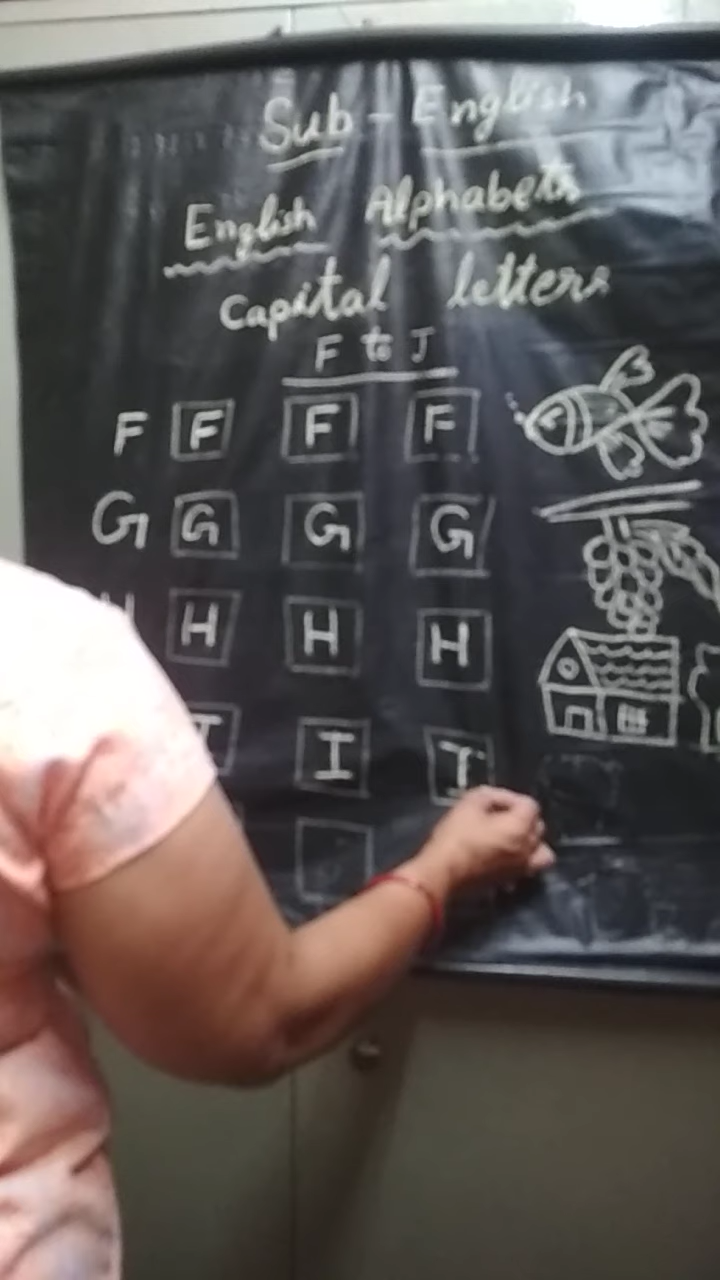 Sub - English
English Alphabets
Capital letters
F to J
F F F F
G G G G
H H H H
I I I